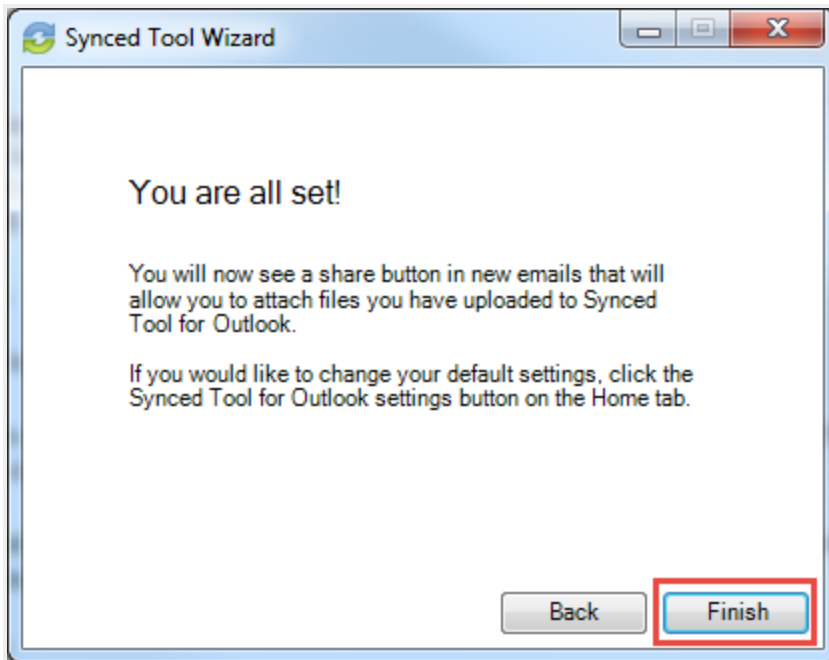 Synced Tool Wizard
You are all set!
You will now see a share button in new emails that will
allow you to attach files you have uploaded to Synced
Tool for Outlook.
If you would like to change your default settings, click the
Synced Tool for Outlook settings button on the Home tab.
Back
Finish